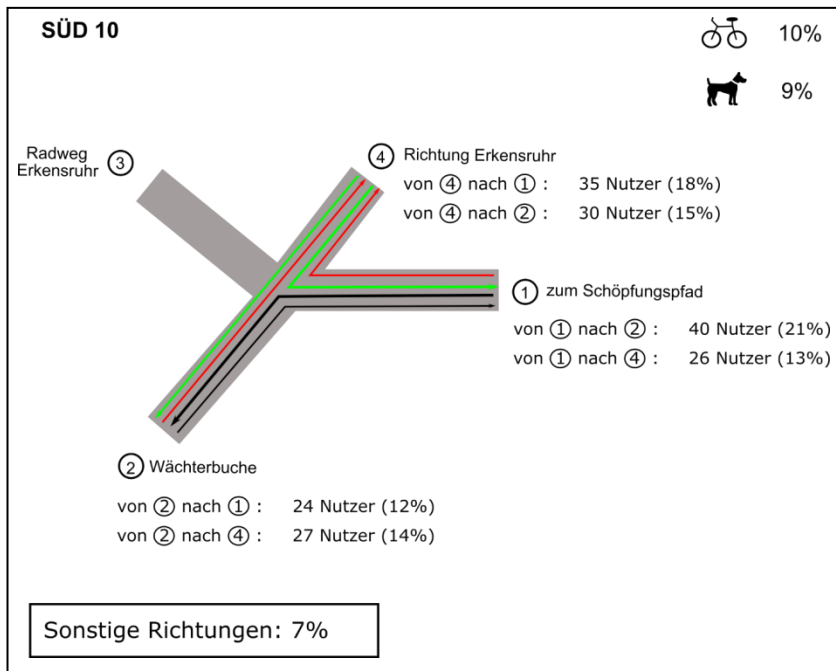 SÜD 10
10%
9%
Radweg
Erkensruhr
3
4 Richtung Erkensruhr
von 4 nach 1 : 35 Nutzer (18%)
von 4 nach 2 : 30 Nutzer (15%)
1 zum Schöpfungspfad
von 1 nach 2 : 40 Nutzer (21%)
von 1 nach 4 : 26 Nutzer (13%)
2 Wächterbuche
von 2 nach 1 : 24 Nutzer (12%)
von 2 nach 4 : 27 Nutzer (14%)
Sonstige Richtungen: 7%